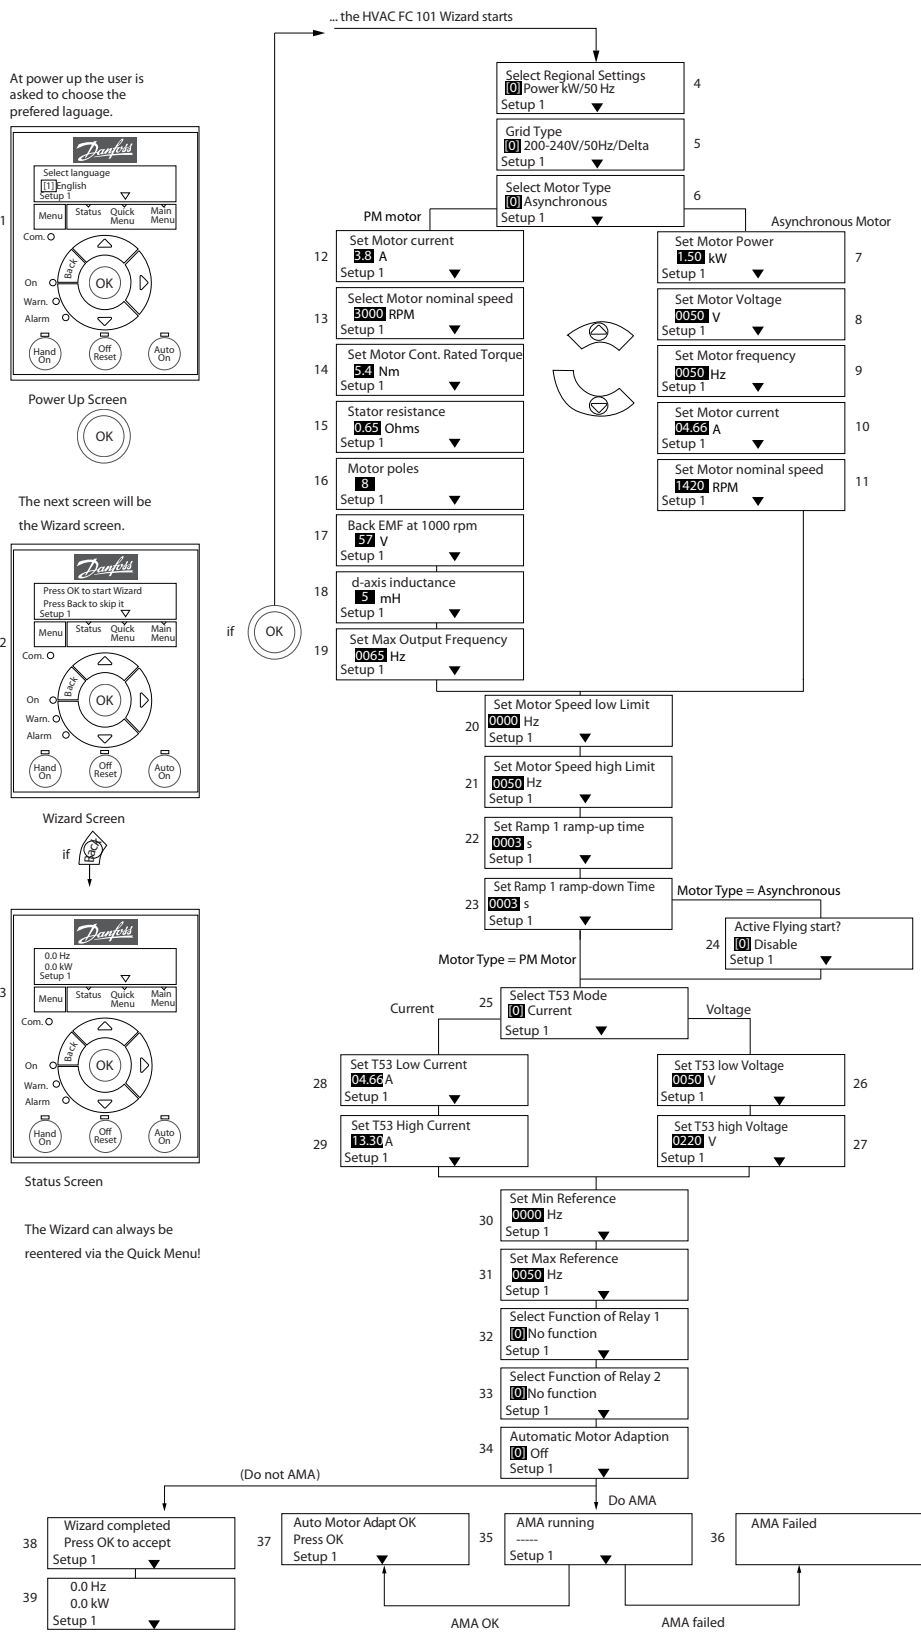 ... the HVAC FC 101 Wizard starts
At power up the user is
asked to choose the
prefered laguage.
Danfoss
Select language
[1] English
Setup 1
1
Menu
Status
Quick Menu
Main Menu
Com.
Back
OK
On
Warn.
Alarm
Hand On
Off Reset
Auto On
Power Up Screen
OK
The next screen will be
the Wizard screen.
Danfoss
Press OK to start Wizard
Press Back to skip it
Setup 1
2
Menu
Status
Quick Menu
Main Menu
Com.
Back
OK
On
Warn.
Alarm
Hand On
Off Reset
Auto On
Wizard Screen
if
Back
if
OK
Danfoss
0.0 Hz
0.0 kW
Setup 1
3
Menu
Status
Quick Menu
Main Menu
Com.
Back
OK
On
Warn.
Alarm
Hand On
Off Reset
Auto On
Status Screen
The Wizard can always be
reentered via the Quick Menu!
Select Regional Settings
[0] Power kW/50 Hz
Setup 1
4
Grid Type
[0] 200-240V/50Hz/Delta
Setup 1
5
Select Motor Type
[0] Asynchronous
Setup 1
6
PM motor
Asynchronous Motor
12
Set Motor current
3.8 A
Setup 1
13
Select Motor nominal speed
3000 RPM
Setup 1
14
Set Motor Cont. Rated Torque
5.4 Nm
Setup 1
15
Stator resistance
0.65 Ohms
Setup 1
16
Motor poles
8
Setup 1
17
Back EMF at 1000 rpm
57 V
Setup 1
18
d-axis inductance
5 mH
Setup 1
19
Set Max Output Frequency
0065 Hz
Setup 1
Set Motor Power
1.50 kW
Setup 1
7
Set Motor Voltage
0050 V
Setup 1
8
Set Motor frequency
0050 Hz
Setup 1
9
Set Motor current
04.66 A
Setup 1
10
Set Motor nominal speed
1420 RPM
Setup 1
11
20
Set Motor Speed low Limit
0000 Hz
Setup 1
21
Set Motor Speed high Limit
0050 Hz
Setup 1
22
Set Ramp 1 ramp-up time
0003 s
Setup 1
23
Set Ramp 1 ramp-down Time
0003 s
Setup 1
Motor Type = Asynchronous
24
Active Flying start?
[0] Disable
Setup 1
Motor Type = PM Motor
Current
25
Select T53 Mode
[0] Current
Setup 1
Voltage
28
Set T53 Low Current
04.66 A
Setup 1
29
Set T53 High Current
13.30 A
Setup 1
Set T53 low Voltage
0050 V
Setup 1
26
Set T53 high Voltage
0220 V
Setup 1
27
30
Set Min Reference
0000 Hz
Setup 1
31
Set Max Reference
0050 Hz
Setup 1
32
Select Function of Relay 1
[0] No function
Setup 1
33
Select Function of Relay 2
[0] No function
Setup 1
34
Automatic Motor Adaption
[0] Off
Setup 1
(Do not AMA)
Do AMA
38
Wizard completed
Press OK to accept
Setup 1
39
0.0 Hz
0.0 kW
Setup 1
37
Auto Motor Adapt OK
Press OK
Setup 1
35
AMA running
-----
Setup 1
36
AMA Failed
AMA OK
AMA failed